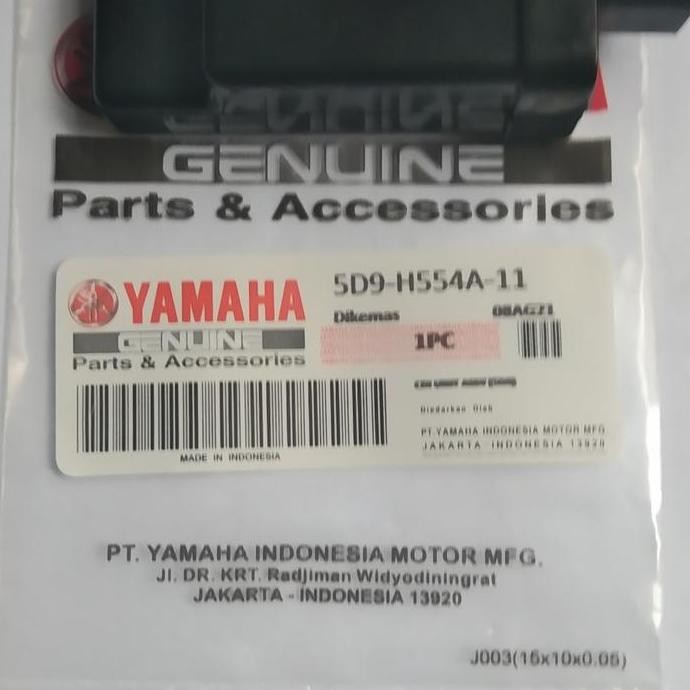 GENUINE
Parts & Accessories
YAMAHA
5D9-H554A-11
GENUINE
Parts & Accessories
Dikemas
08AG21
1PC
MADE IN INDONESIA
Diedarkan Oleh
PT.YAMAHA INDONESIA MOTOR MFG
JAKARTA - INDONESIA 13920
PT. YAMAHA INDONESIA MOTOR MFG.
Jl. DR. KRT. Radjiman Widyodiningrat
JAKARTA - INDONESIA 13920
J003(15x10x0.05)